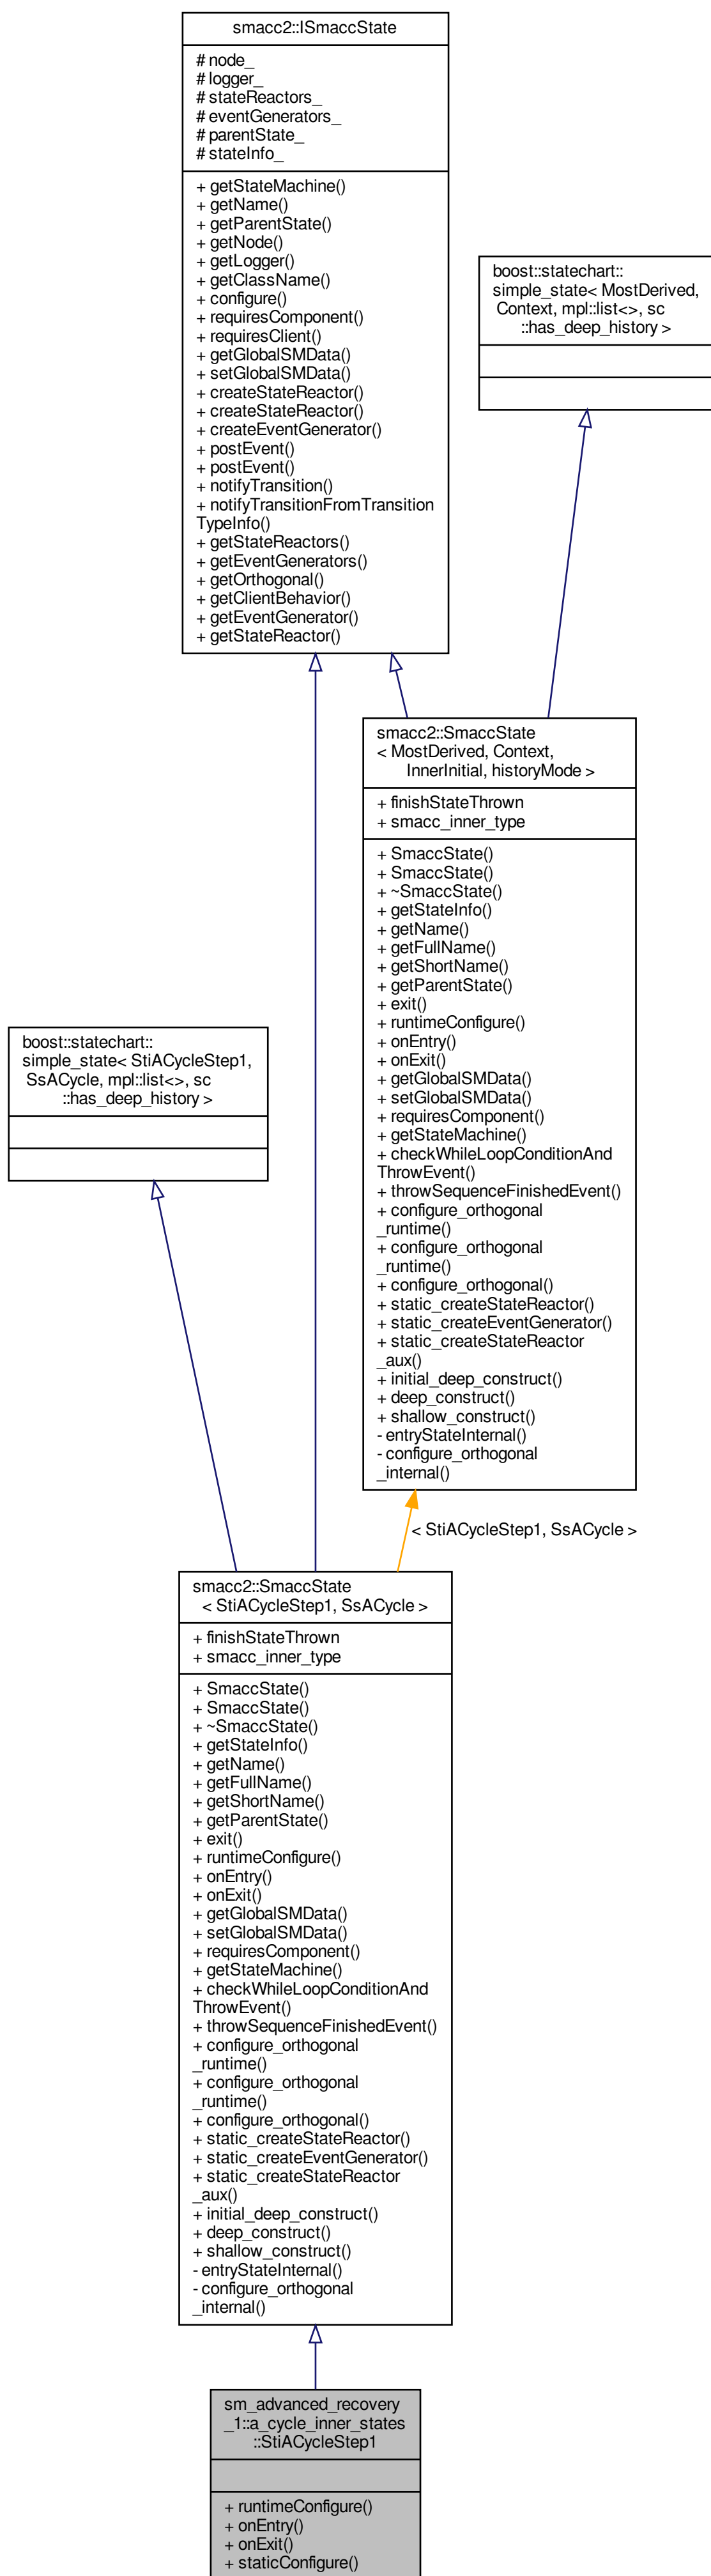 smacc2::ISmaccState
# node_
# logger_
# stateReactors_
# eventGenerators_
# parentState_
# stateInfo_
+ getStateMachine()
+ getName()
+ getParentState()
+ getNode()
+ getLogger()
+ getClassName()
+ configure()
+ requiresComponent()
+ requiresClient()
+ getGlobalSMData()
+ setGlobalSMData()
+ createStateReactor()
+ createStateReactor()
+ createEventGenerator()
+ postEvent()
+ postEvent()
+ notifyTransition()
+ notifyTransitionFromTransition
TypeInfo()
+ getStateReactors()
+ getEventGenerators()
+ getOrthogonal()
+ getClientBehavior()
+ getEventGenerator()
+ getStateReactor()
boost::statechart::
simple_state< MostDerived,
Context, mpl::list<>, sc
::has_deep_history >
smacc2::SmaccState
< MostDerived, Context,
InnerInitial, historyMode >
+ finishStateThrown
+ smacc_inner_type
+ SmaccState()
+ SmaccState()
+ ~SmaccState()
+ getStateInfo()
+ getName()
+ getFullName()
+ getShortName()
+ getParentState()
+ exit()
+ runtimeConfigure()
+ onEntry()
+ onExit()
+ getGlobalSMData()
+ setGlobalSMData()
+ requiresComponent()
+ getStateMachine()
+ checkWhileLoopConditionAnd
ThrowEvent()
+ throwSequenceFinishedEvent()
+ configure_orthogonal
_runtime()
+ configure_orthogonal
_runtime()
+ configure_orthogonal()
+ static_createStateReactor()
+ static_createEventGenerator()
+ static_createStateReactor
_aux()
+ initial_deep_construct()
+ deep_construct()
+ shallow_construct()
- entryStateInternal()
- configure_orthogonal
_internal()
boost::statechart::
simple_state< StiACycleStep1,
SsACycle, mpl::list<>, sc
::has_deep_history >
< StiACycleStep1, SsACycle >
smacc2::SmaccState
< StiACycleStep1, SsACycle >
+ finishStateThrown
+ smacc_inner_type
+ SmaccState()
+ SmaccState()
+ ~SmaccState()
+ getStateInfo()
+ getName()
+ getFullName()
+ getShortName()
+ getParentState()
+ exit()
+ runtimeConfigure()
+ onEntry()
+ onExit()
+ getGlobalSMData()
+ setGlobalSMData()
+ requiresComponent()
+ getStateMachine()
+ checkWhileLoopConditionAnd
ThrowEvent()
+ throwSequenceFinishedEvent()
+ configure_orthogonal
_runtime()
+ configure_orthogonal
_runtime()
+ configure_orthogonal()
+ static_createStateReactor()
+ static_createEventGenerator()
+ static_createStateReactor
_aux()
+ initial_deep_construct()
+ deep_construct()
+ shallow_construct()
- entryStateInternal()
- configure_orthogonal
_internal()
sm_advanced_recovery
_1::a_cycle_inner_states
::StiACycleStep1
+ runtimeConfigure()
+ onEntry()
+ onExit()
+ staticConfigure()